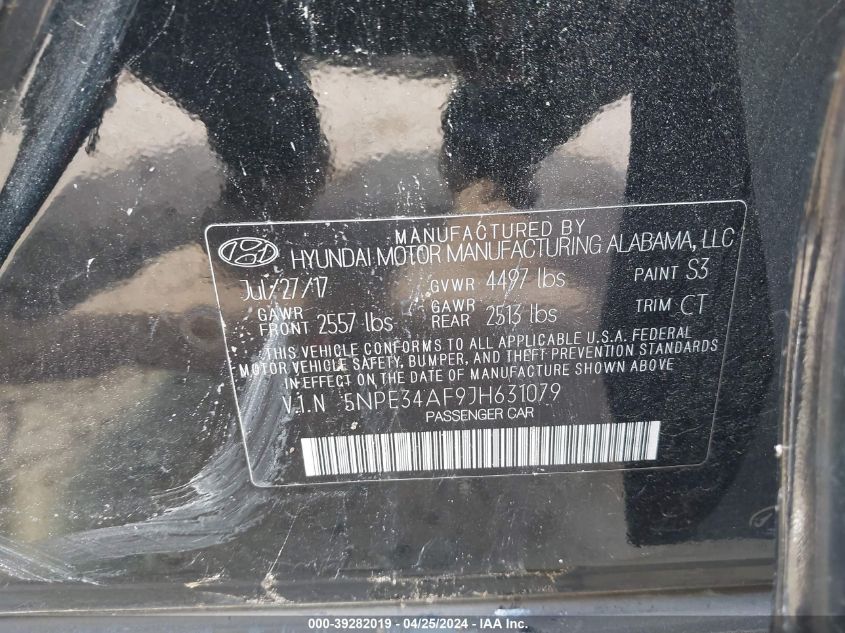 MANUFACTURED BY
HYUNDAI MOTOR MANUFACTURING ALABAMA, LLC
Jul/27/17 GVWR 4497 lbs PAINT S3
GAWR FRONT 2557 lbs GAWR REAR 2513 lbs TRIM CT
THIS VEHICLE CONFORMS TO ALL APPLICABLE U.S.A. FEDERAL
MOTOR VEHICLE SAFETY, BUMPER, AND THEFT PREVENTION STANDARDS
IN EFFECT ON THE DATE OF MANUFACTURE SHOWN ABOVE.
V.I.N 5NPE34AF9JH631079
PASSENGER CAR
000-39282019 - 04/25/2024 - IAA Inc.